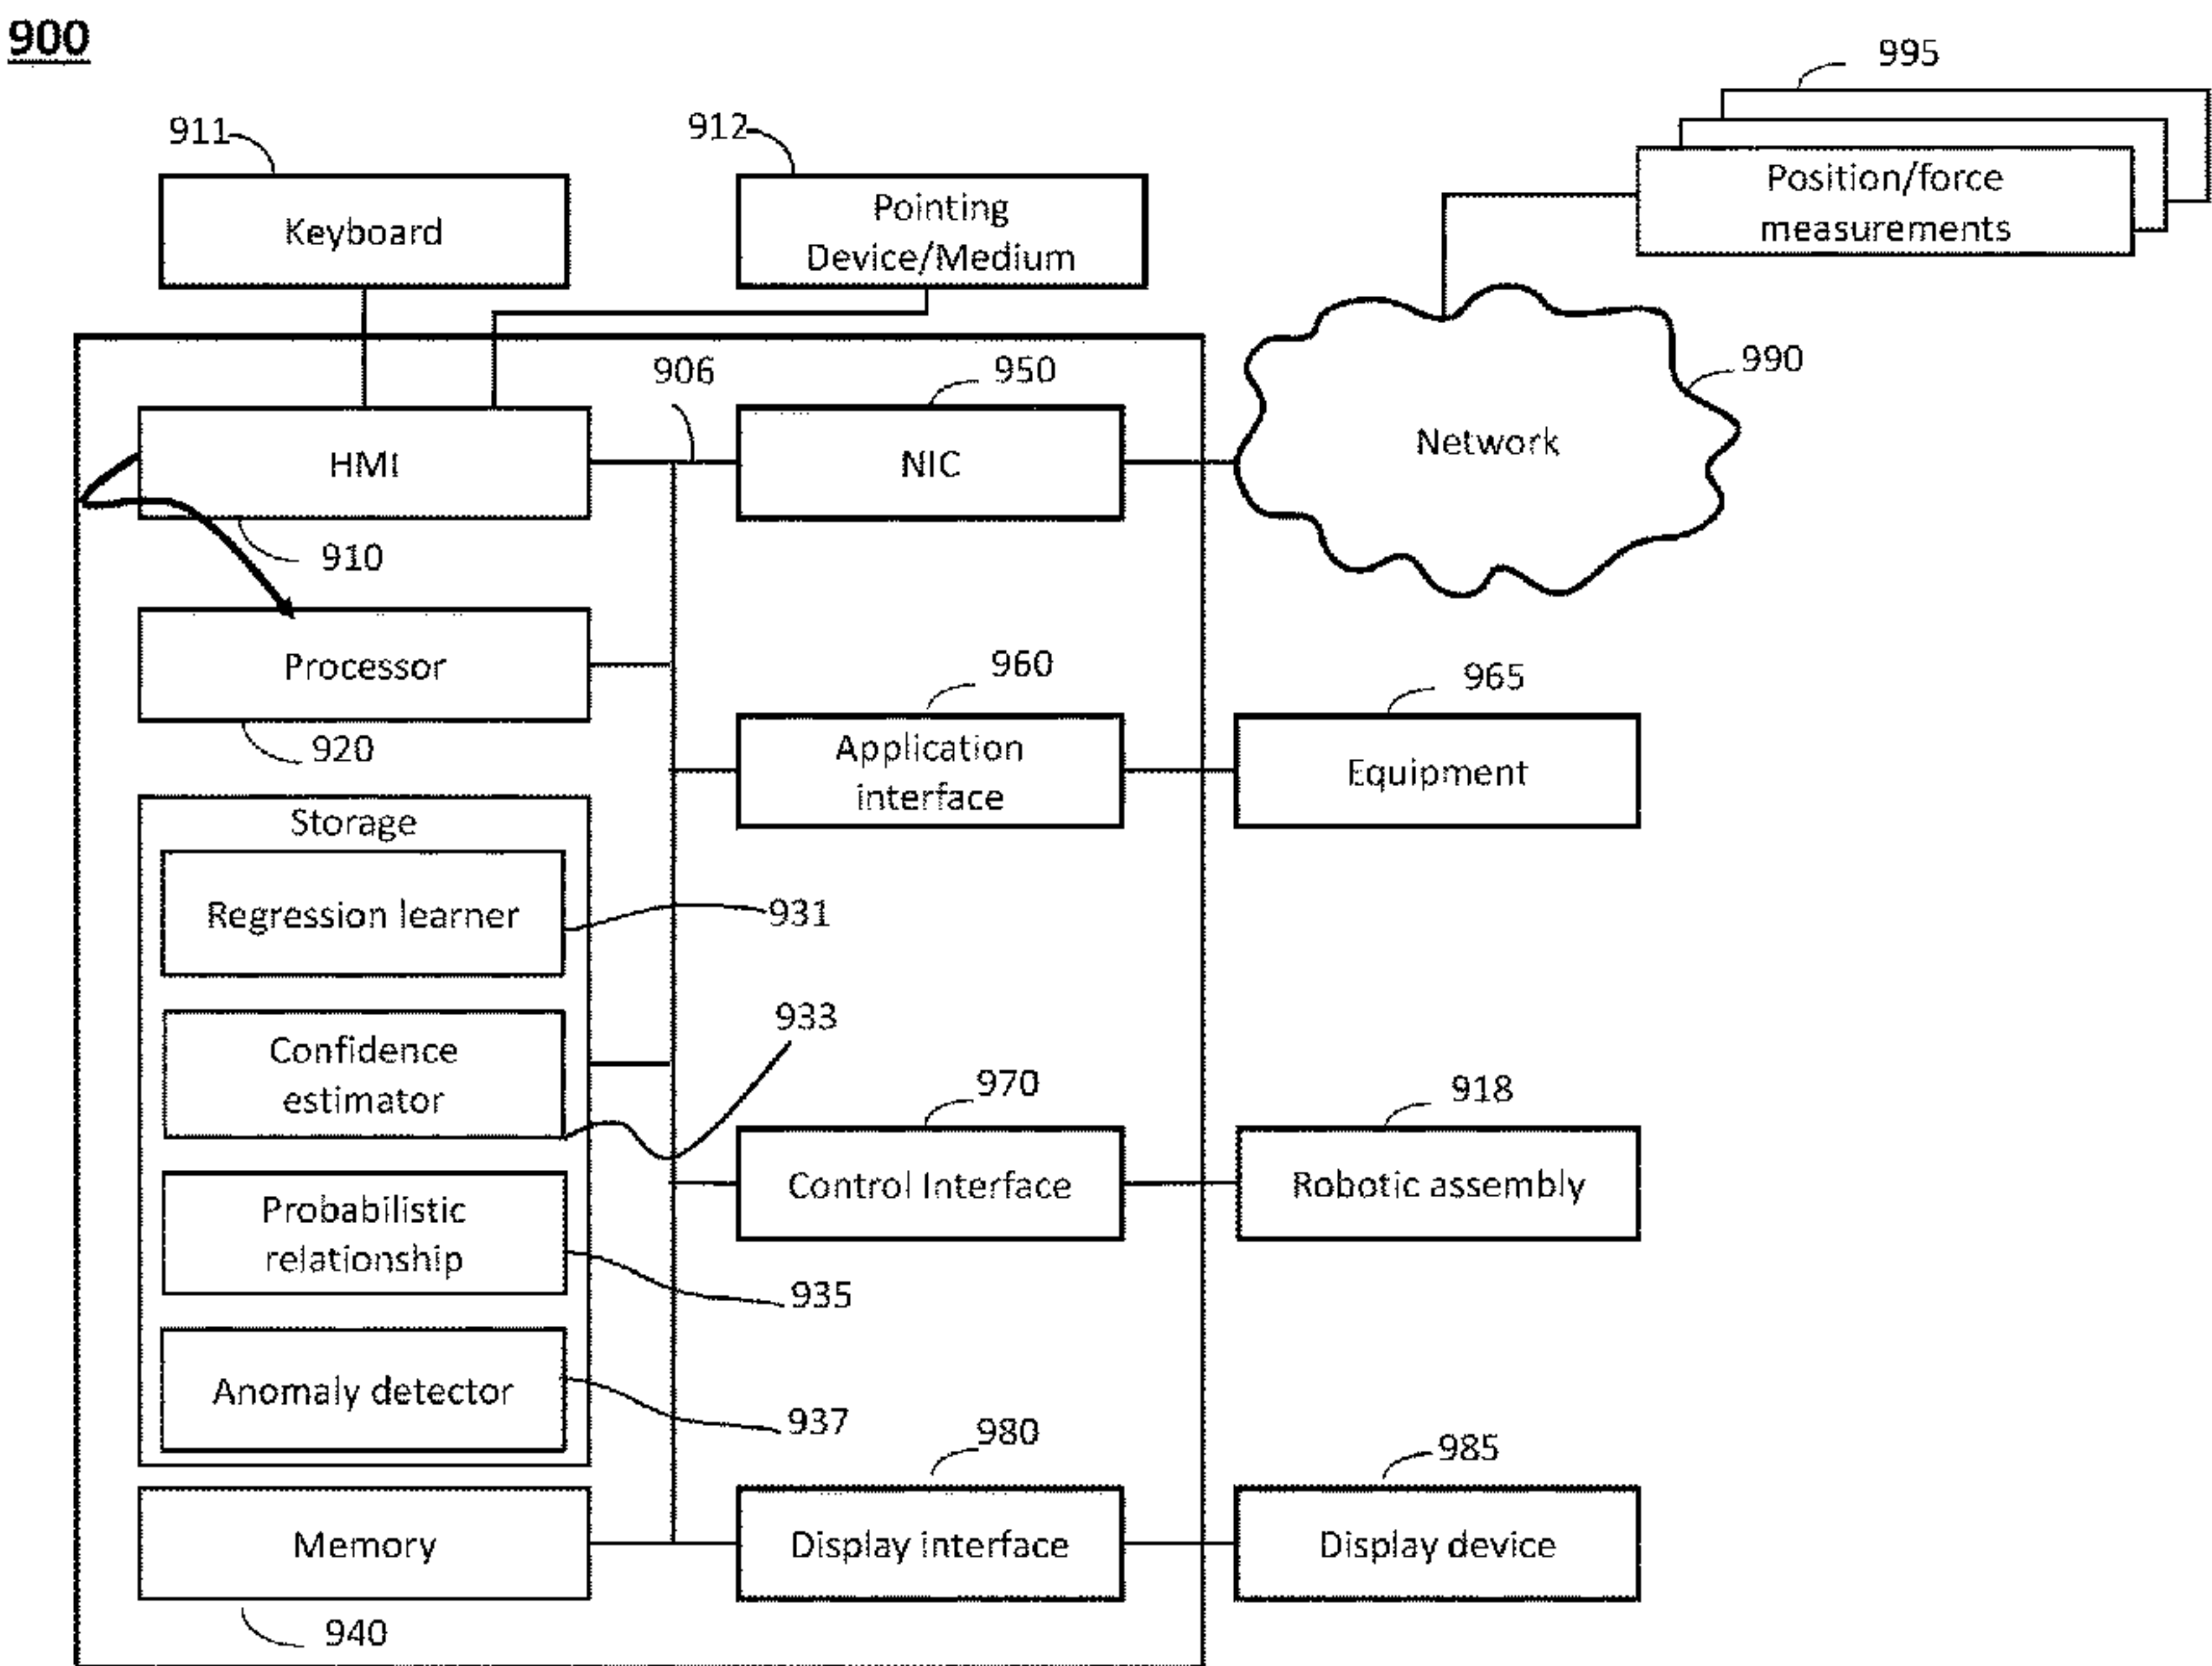 900
995
911
912
Position/force
measurements
Keyboard
Pointing
Device/Medium
906
950
990
HMI
NIC
Network
910
Processor
960
965
920
Application
interface
Equipment
Storage
Regression learner
931
933
Confidence
estimator
970
918
Control Interface
Robotic assembly
Probabilistic
relationship
935
Anomaly detector
937
980
985
Memory
Display interface
Display device
940